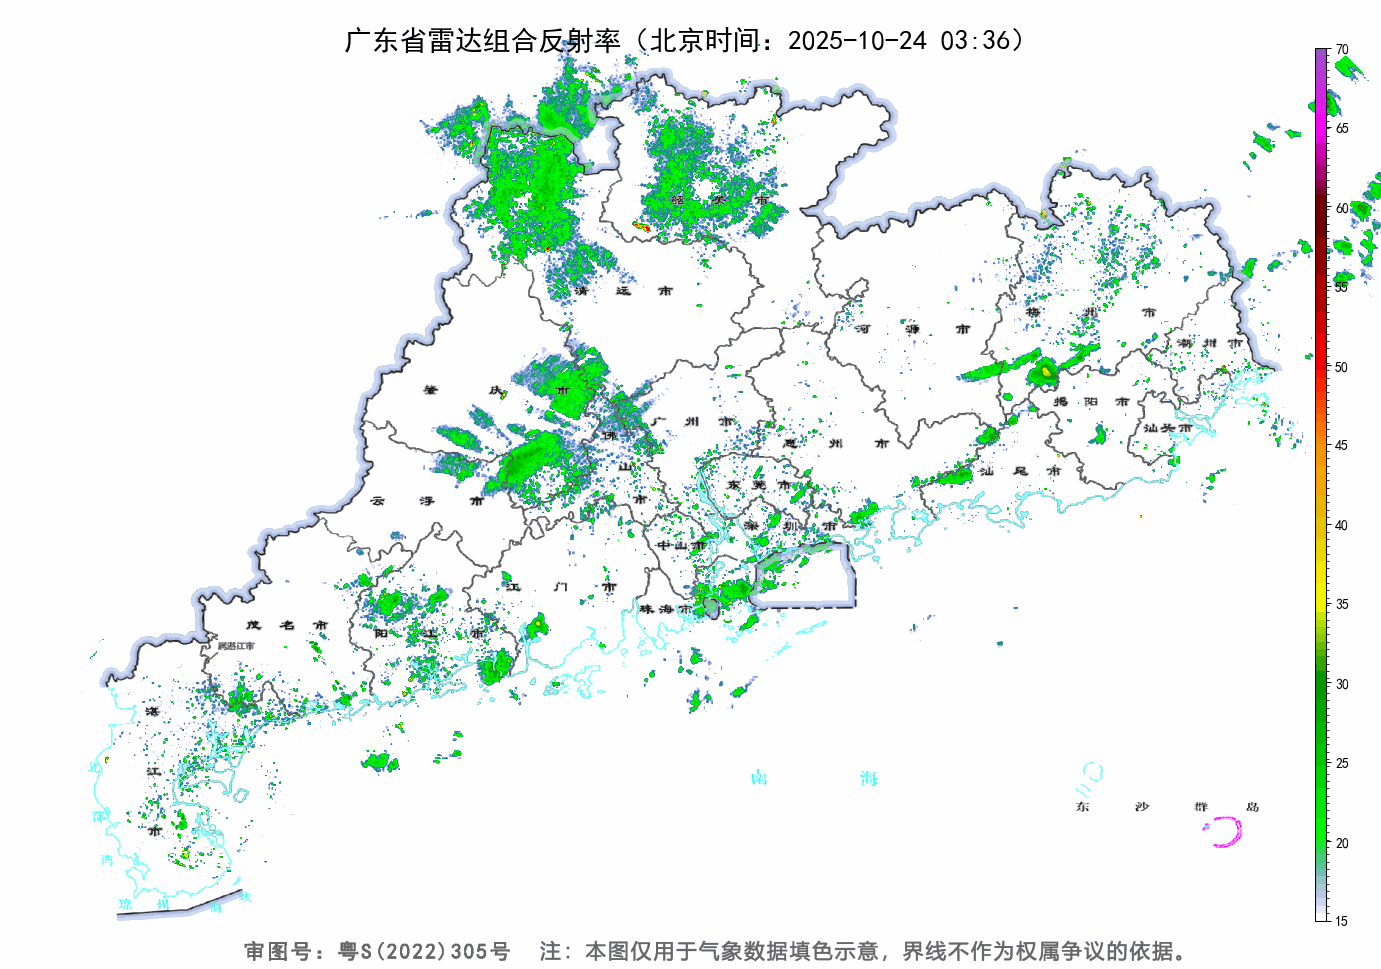 广东省雷达组合反射率（北京时间：2025-10-24 03:36）
70
65
60
55
50
45
40
35
30
25
20
15
韶 关 市
清 远 市
河 源 市
梅 州 市
潮 州 市
肇 庆 市
广 州 市
惠 州 市
揭 阳 市
汕头市
佛 山 市
东莞市
汕 尾 市
云 浮 市
深 圳 市
中山市
江 门 市
珠海市
茂 名 市
属湛江市
阳 江 市
湛 江 市
北 部 湾
琼 州 海 峡
南 海
东 沙 群 岛
审图号：粤S(2022)305号 注：本图仅用于气象数据填色示意，界线不作为权属争议的依据。